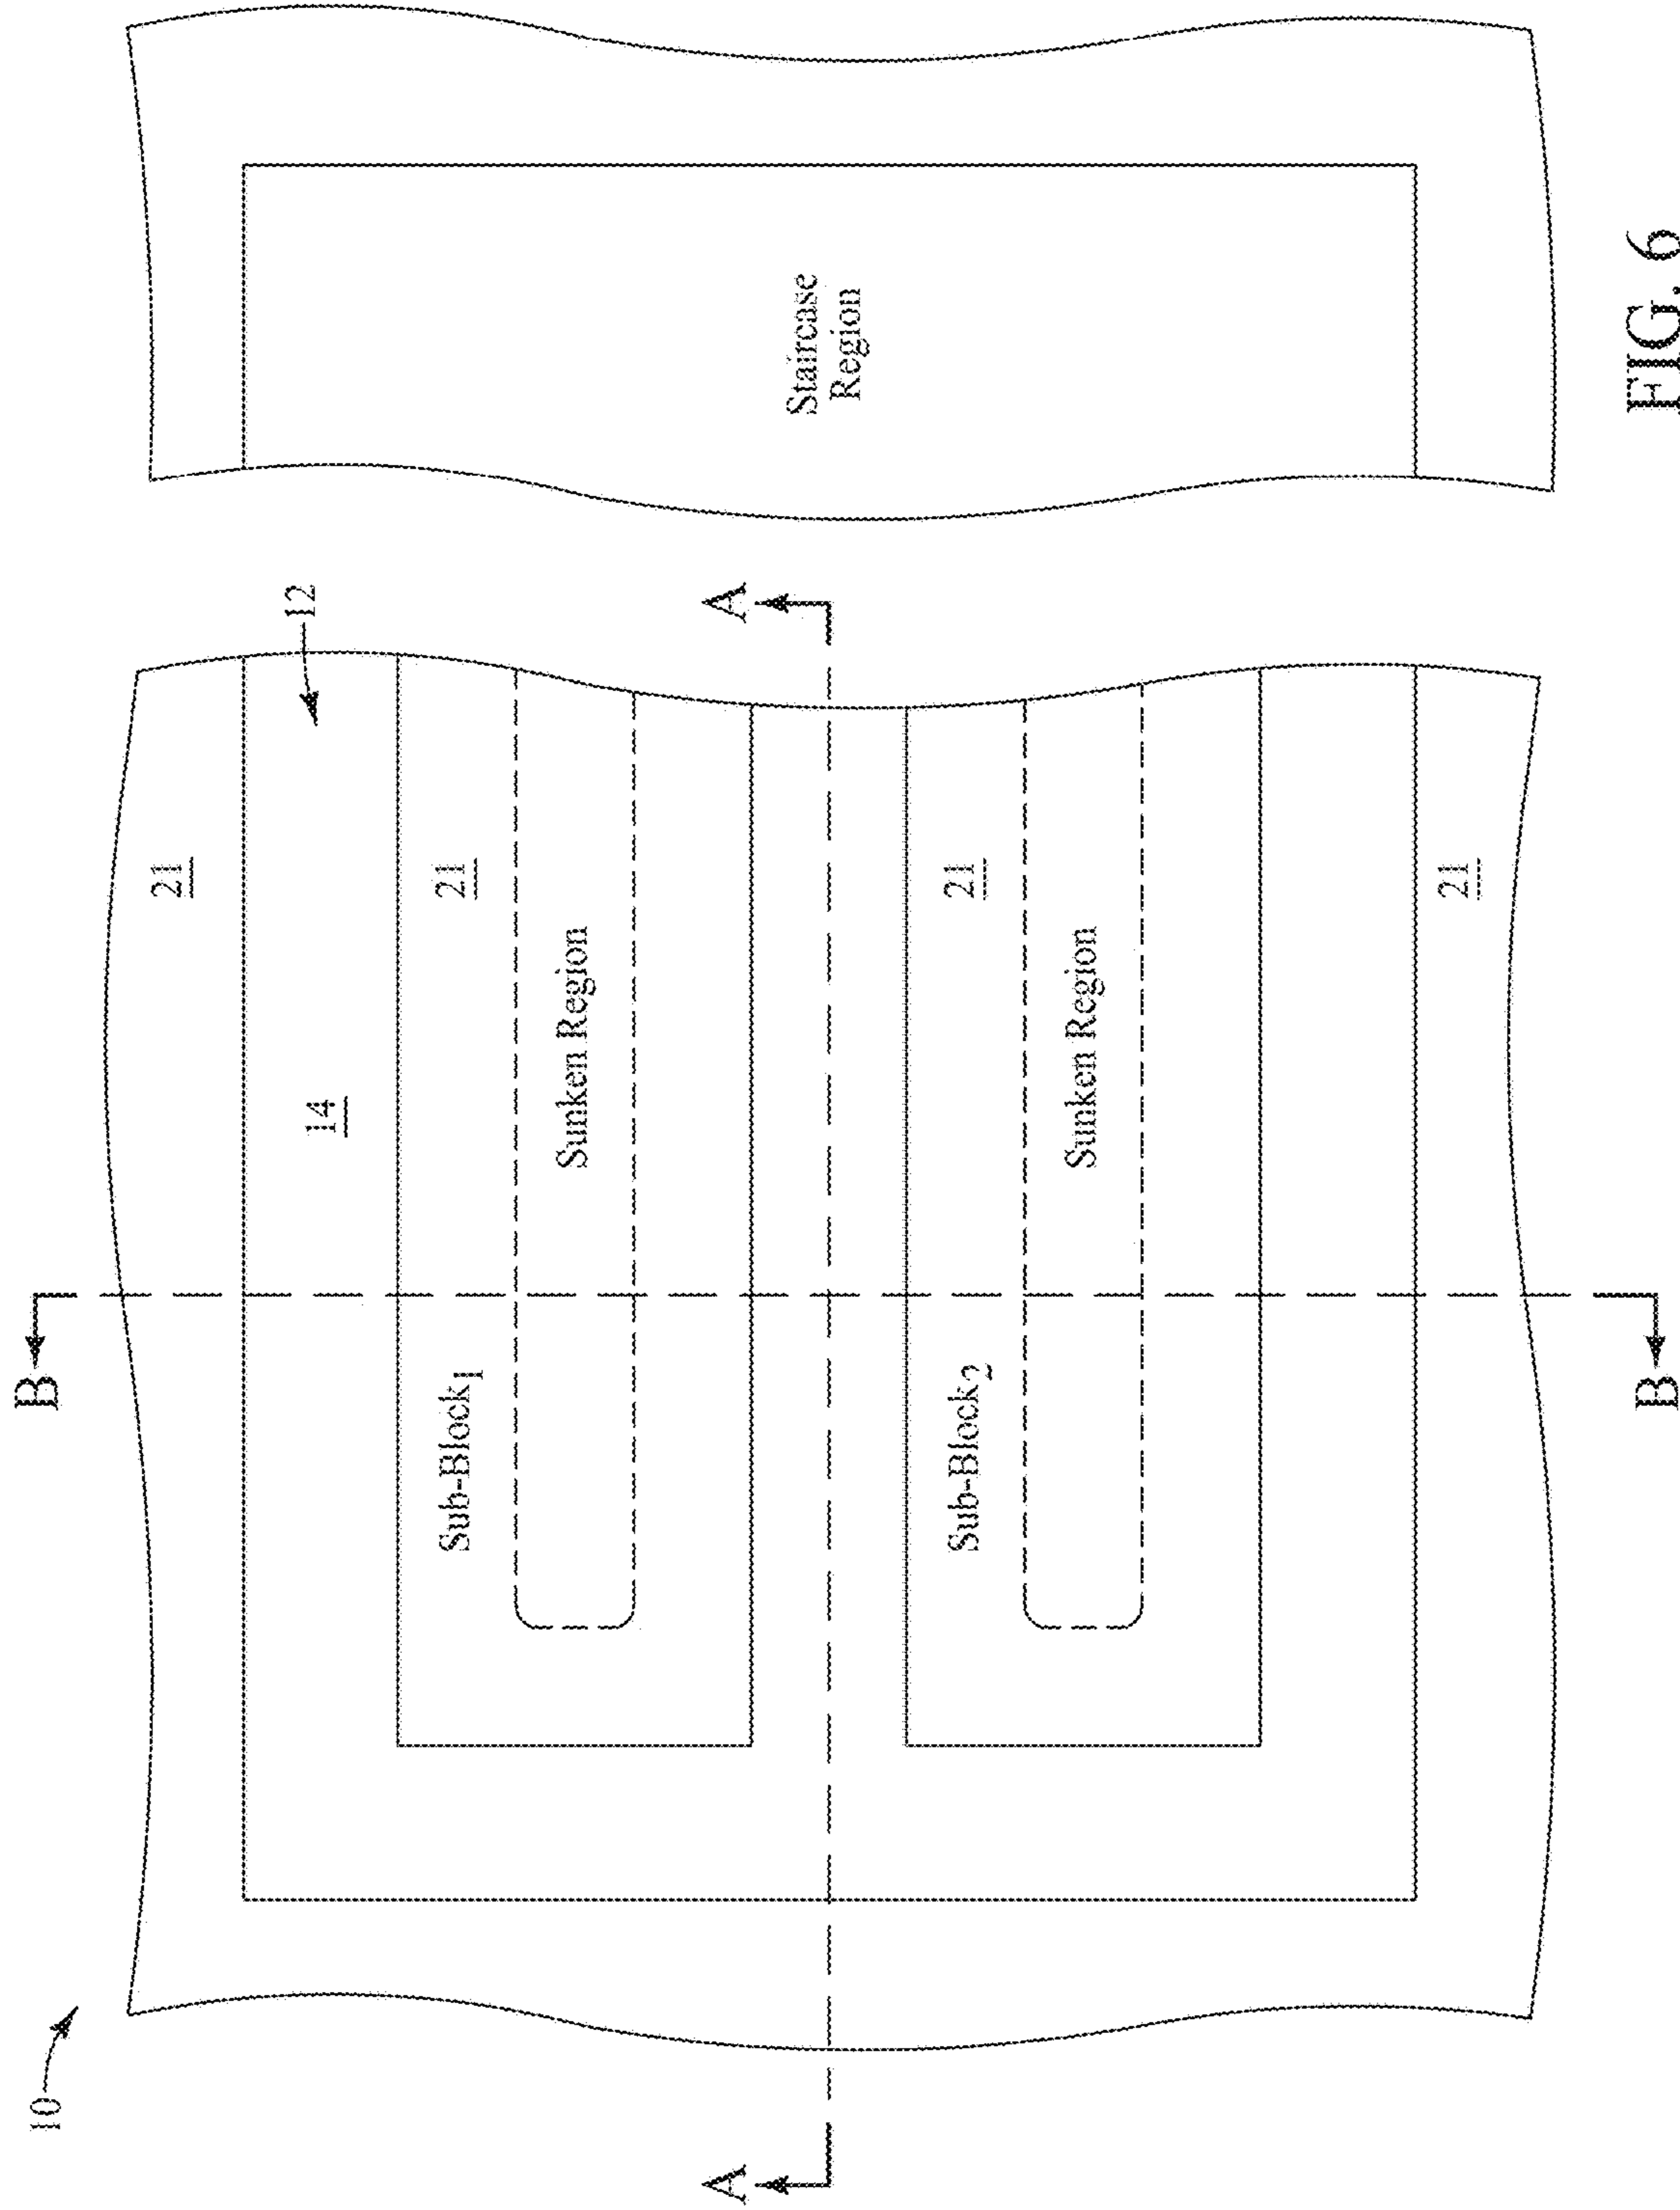 10
B
12
21
14
21
Sub-Block1
Sunken Region
A
A
Staircase
Region
21
Sub-Block2
Sunken Region
21
B
FIG. 6